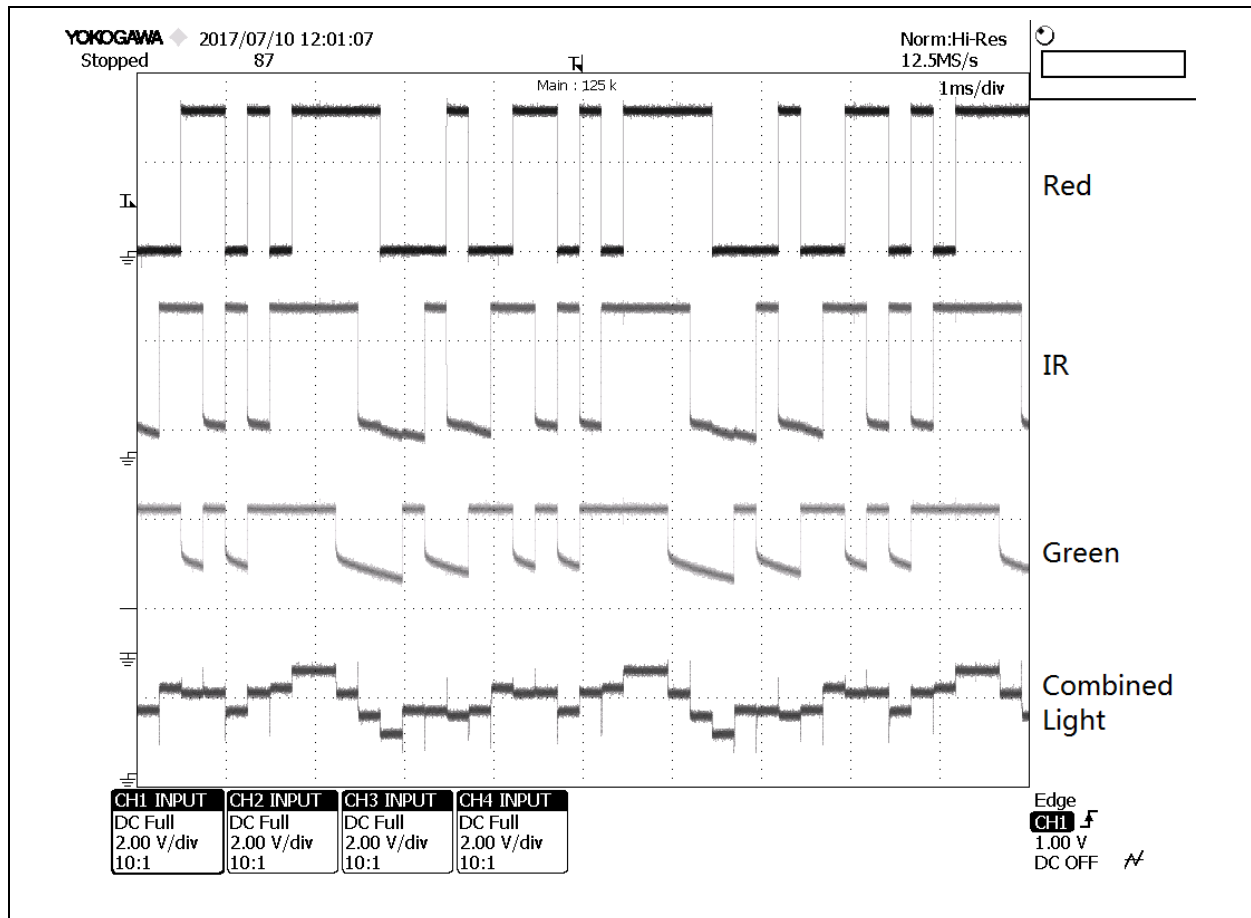 YOKOGAWA 2017/07/10 12:01:07
Stopped 87
Norm:Hi-Res
12.5MS/s
T
Main : 125 k
1ms/div
T
Red
IR
Green
Combined
Light
CH1 INPUT
DC Full
2.00 V/div
10:1
CH2 INPUT
DC Full
2.00 V/div
10:1
CH3 INPUT
DC Full
2.00 V/div
10:1
CH4 INPUT
DC Full
2.00 V/div
10:1
Edge
CH1
1.00 V
DC OFF